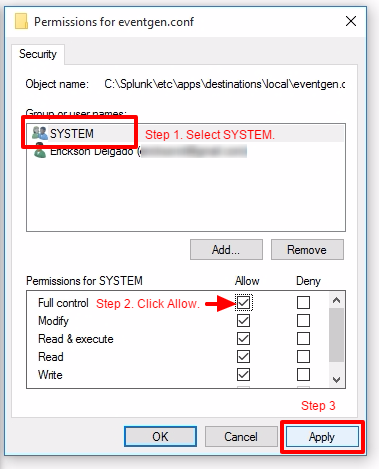 Permissions for eventgen.conf
Security
Object name: C:\Splunk\etc\apps\destinations\local\eventgen.c
Group or user names:
SYSTEM Step 1. Select SYSTEM.
Erickson Delgado (
Add... Remove
Permissions for SYSTEM Allow Deny
Full control Step 2. Click Allow.
Modify
Read & execute
Read
Write
Step 3
OK Cancel Apply